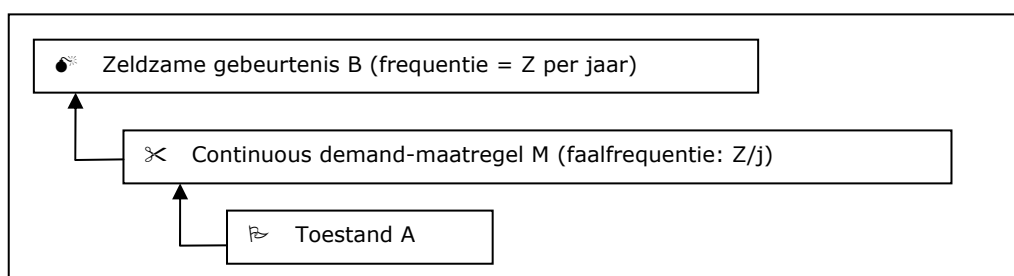 Zeldzame gebeurtenis B (frequentie = Z per jaar)
Continuous demand-maatregel M (faalfrequentie: Z/j)
Toestand A